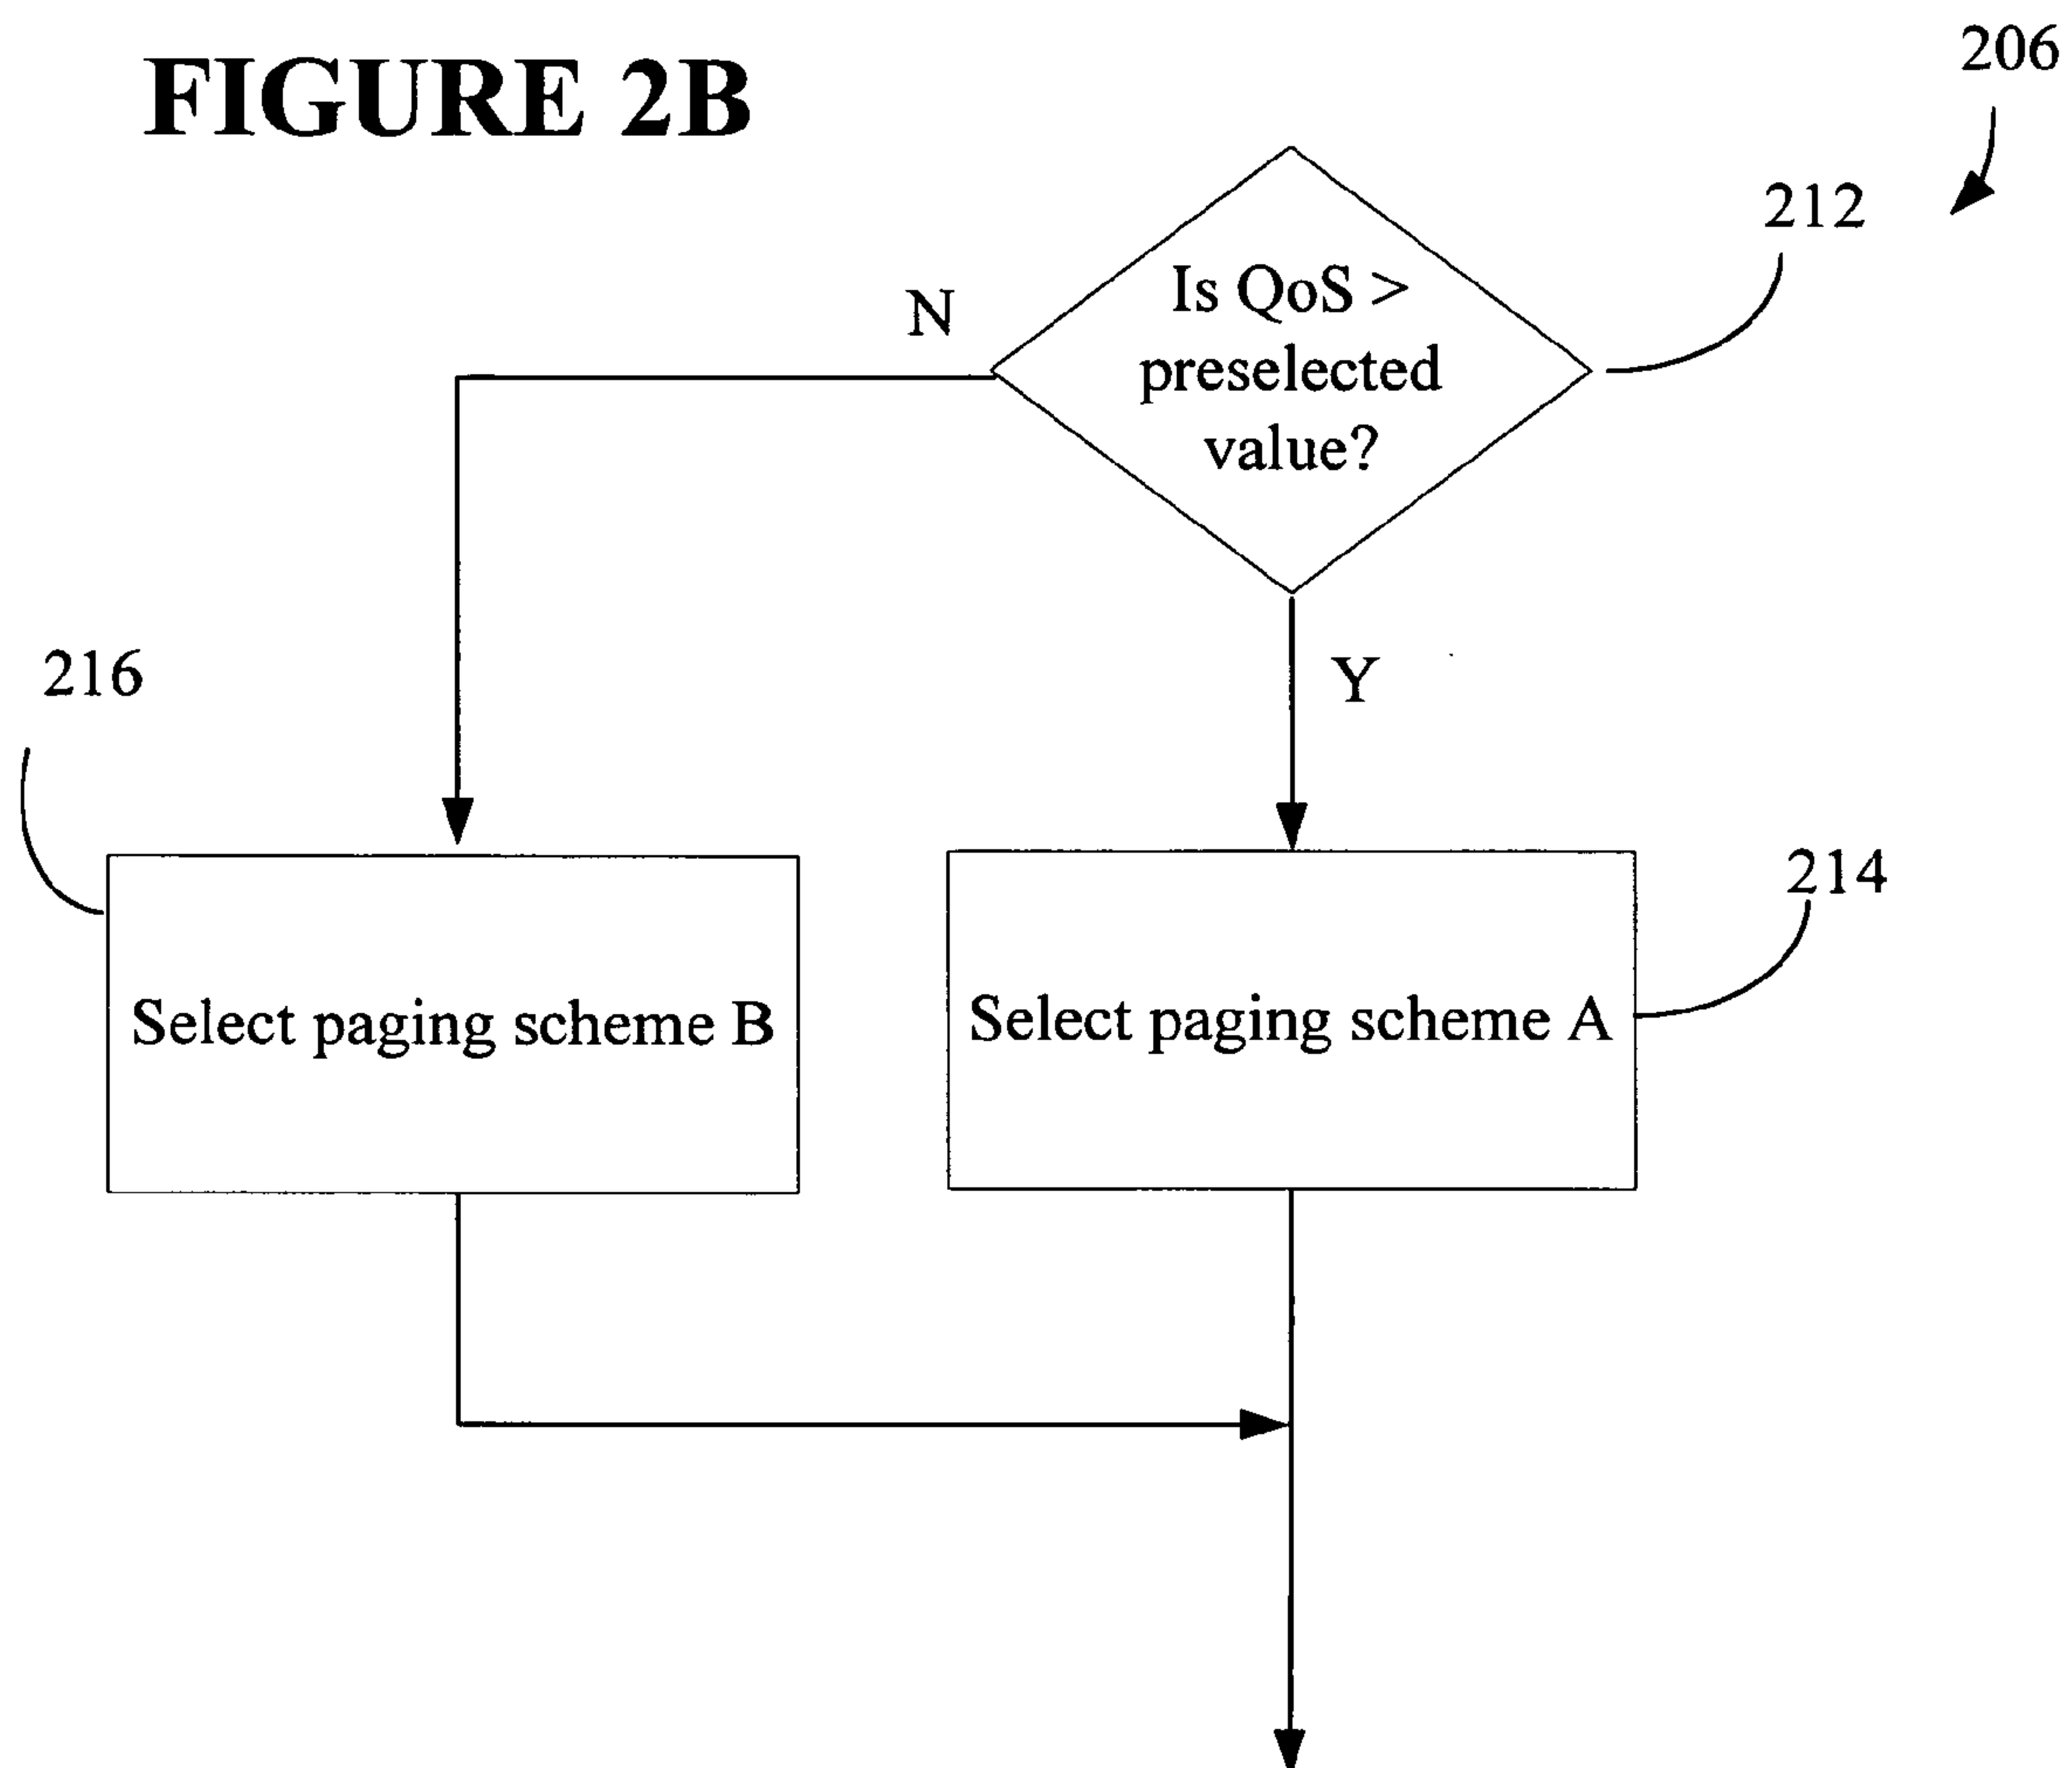 FIGURE 2B
206
212
Is QoS >
preselected
value?
N
Y
216
214
Select paging scheme B
Select paging scheme A